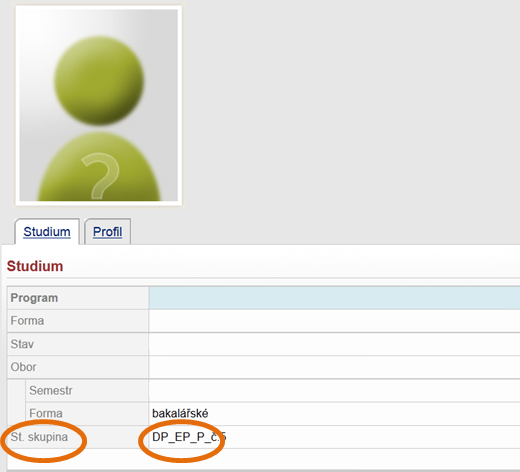 ?
Studium Profil
Studium
Program
Forma
Stav
Obor
Semestr
Forma bakalářské
St. skupina DP_EP_P_č.5